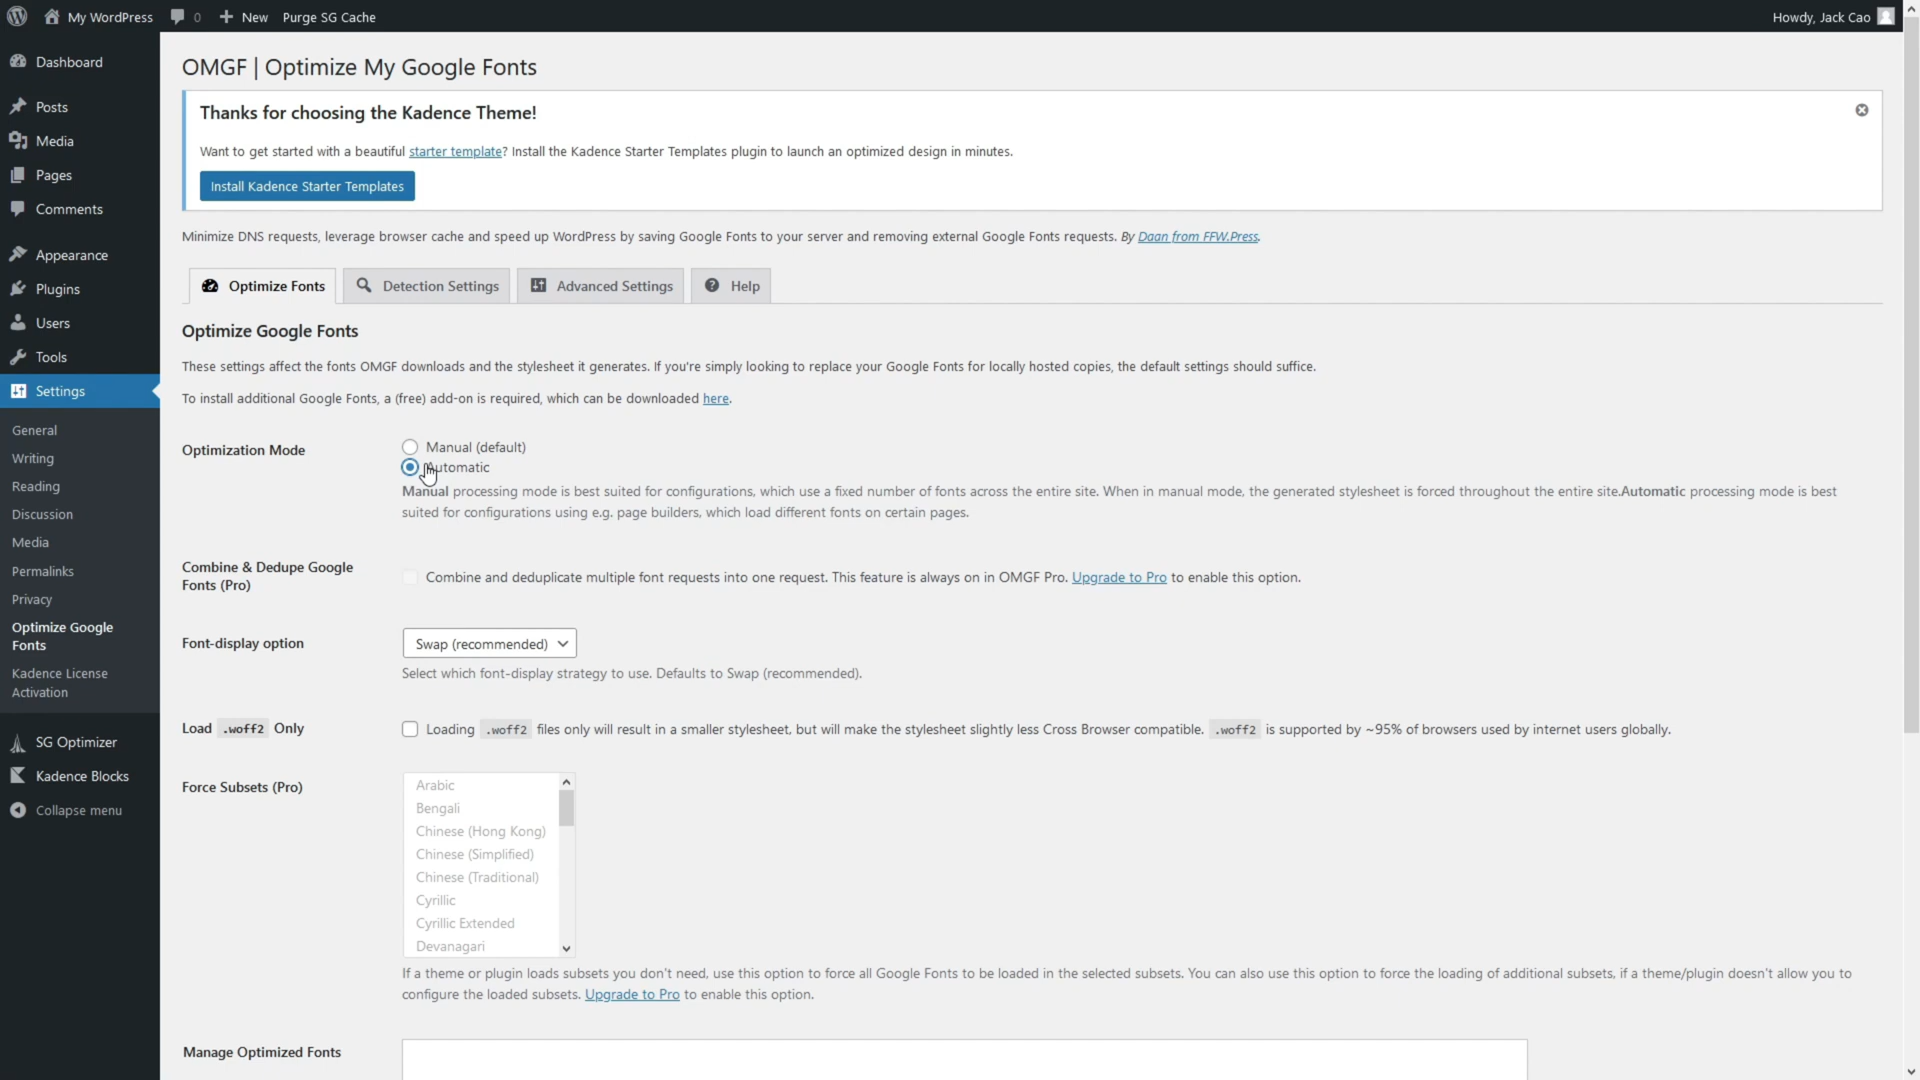 My WordPress 0 New Purge SG Cache Howdy, Jack Cao
Dashboard
Posts
Media
Pages
Comments
Appearance
Plugins
Users
Tools
Settings
General
Writing
Reading
Discussion
Media
Permalinks
Privacy
Optimize Google
Fonts
Kadence License
Activation
SG Optimizer
Kadence Blocks
Collapse menu
OMGF | Optimize My Google Fonts
Thanks for choosing the Kadence Theme!
Want to get started with a beautiful starter template? Install the Kadence Starter Templates plugin to launch an optimized design in minutes.
Install Kadence Starter Templates
Minimize DNS requests, leverage browser cache and speed up WordPress by saving Google Fonts to your server and removing external Google Fonts requests. By Daan from FFW.Press.
Optimize Fonts Detection Settings Advanced Settings Help
Optimize Google Fonts
These settings affect the fonts OMGF downloads and the stylesheet it generates. If you're simply looking to replace your Google Fonts for locally hosted copies, the default settings should suffice.
To install additional Google Fonts, a (free) add-on is required, which can be downloaded here.
Optimization Mode
Manual (default)
Automatic
Manual processing mode is best suited for configurations, which use a fixed number of fonts across the entire site. When in manual mode, the generated stylesheet is forced throughout the entire site.Automatic processing mode is best
suited for configurations using e.g. page builders, which load different fonts on certain pages.
Combine & Dedupe Google
Fonts (Pro)
Combine and deduplicate multiple font requests into one request. This feature is always on in OMGF Pro. Upgrade to Pro to enable this option.
Font-display option
Swap (recommended)
Select which font-display strategy to use. Defaults to Swap (recommended).
Load .woff2 Only
Loading .woff2 files only will result in a smaller stylesheet, but will make the stylesheet slightly less Cross Browser compatible. .woff2 is supported by ~95% of browsers used by internet users globally.
Force Subsets (Pro)
Arabic
Bengali
Chinese (Hong Kong)
Chinese (Simplified)
Chinese (Traditional)
Cyrillic
Cyrillic Extended
Devanagari
If a theme or plugin loads subsets you don't need, use this option to force all Google Fonts to be loaded in the selected subsets. You can also use this option to force the loading of additional subsets, if a theme/plugin doesn't allow you to
configure the loaded subsets. Upgrade to Pro to enable this option.
Manage Optimized Fonts